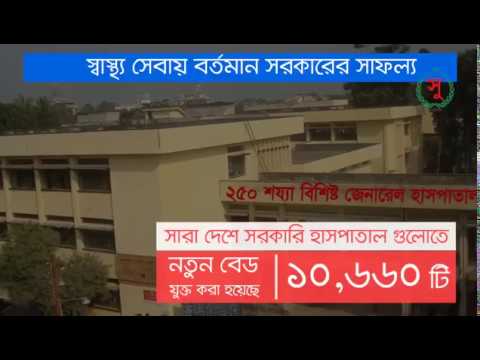 স্বাস্থ্য সেবায় বর্তমান সরকারের সাফল্য
সু
২৫০ শয্যা বিশিষ্ট জেনারেল হাসপাতাল
সারা দেশে সরকারি হাসপাতাল গুলোতে
নতুন বেড
যুক্ত করা হয়েছে
১০,৬৬০ টি